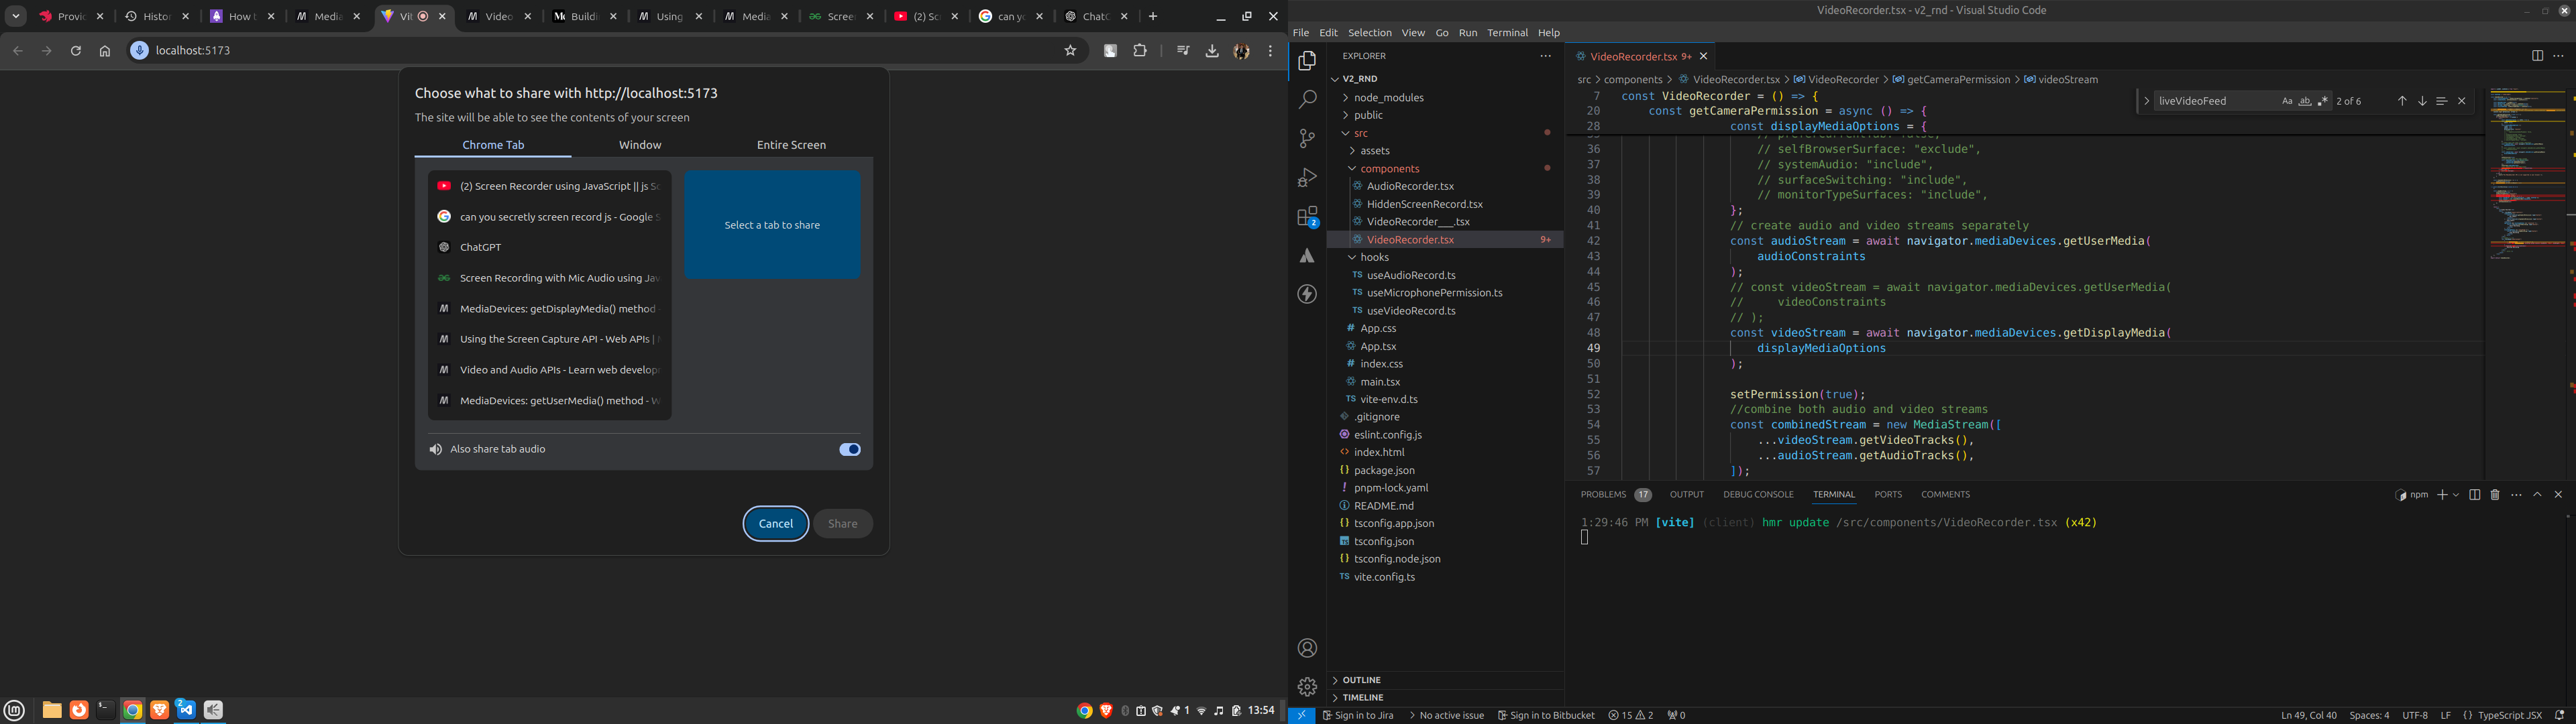 Provic
Histor
How t
Media
Vit
Video
Buildi
Using
Media
Scree
(2) Sc
can yo
ChatG
localhost:5173
Choose what to share with http://localhost:5173
The site will be able to see the contents of your screen
Chrome Tab
Window
Entire Screen
(2) Screen Recorder using JavaScript || js Sc
can you secretly screen record js - Google S
ChatGPT
Screen Recording with Mic Audio using Jav
MediaDevices: getDisplayMedia() method -
Using the Screen Capture API - Web APIs |
Video and Audio APIs - Learn web develop
MediaDevices: getUserMedia() method - W
Select a tab to share
Also share tab audio
Cancel
Share
1
13:54
VideoRecorder.tsx - v2_rnd - Visual Studio Code
File Edit Selection View Go Run Terminal Help
EXPLORER
V2_RND
node_modules
public
src
assets
components
AudioRecorder.tsx
HiddenScreenRecord.tsx
VideoRecorder___.tsx
VideoRecorder.tsx 9+
hooks
TS useAudioRecord.ts
TS useMicrophonePermission.ts
TS useVideoRecord.ts
# App.css
App.tsx
# index.css
main.tsx
TS vite-env.d.ts
.gitignore
eslint.config.js
index.html
package.json
pnpm-lock.yaml
README.md
tsconfig.app.json
tsconfig.json
tsconfig.node.json
TS vite.config.ts
OUTLINE
TIMELINE
VideoRecorder.tsx 9+
src > components > VideoRecorder.tsx > VideoRecorder > getCameraPermission > videoStream
liveVideoFeed
Aa ab 2 of 6
7 const VideoRecorder = () => {
20 const getCameraPermission = async () => {
28 const displayMediaOptions = {
36 // selfBrowserSurface: "exclude",
37 // systemAudio: "include",
38 // surfaceSwitching: "include",
39 // monitorTypeSurfaces: "include",
40 };
41 // create audio and video streams separately
42 const audioStream = await navigator.mediaDevices.getUserMedia(
43 audioConstraints
44 );
45 // const videoStream = await navigator.mediaDevices.getUserMedia(
46 // videoConstraints
47 // );
48 const videoStream = await navigator.mediaDevices.getDisplayMedia(
49 displayMediaOptions
50 );
51
52 setPermission(true);
53 //combine both audio and video streams
54 const combinedStream = new MediaStream([
55 ...videoStream.getVideoTracks(),
56 ...audioStream.getAudioTracks(),
57 ]);
PROBLEMS 17 OUTPUT DEBUG CONSOLE TERMINAL PORTS COMMENTS
npm
1:29:46 PM [vite] (client) hmr update /src/components/VideoRecorder.tsx (x42)
Sign in to Jira
No active issue
Sign in to Bitbucket
15 2
0
Ln 49, Col 40 Spaces: 4 UTF-8 LF {} TypeScript JSX